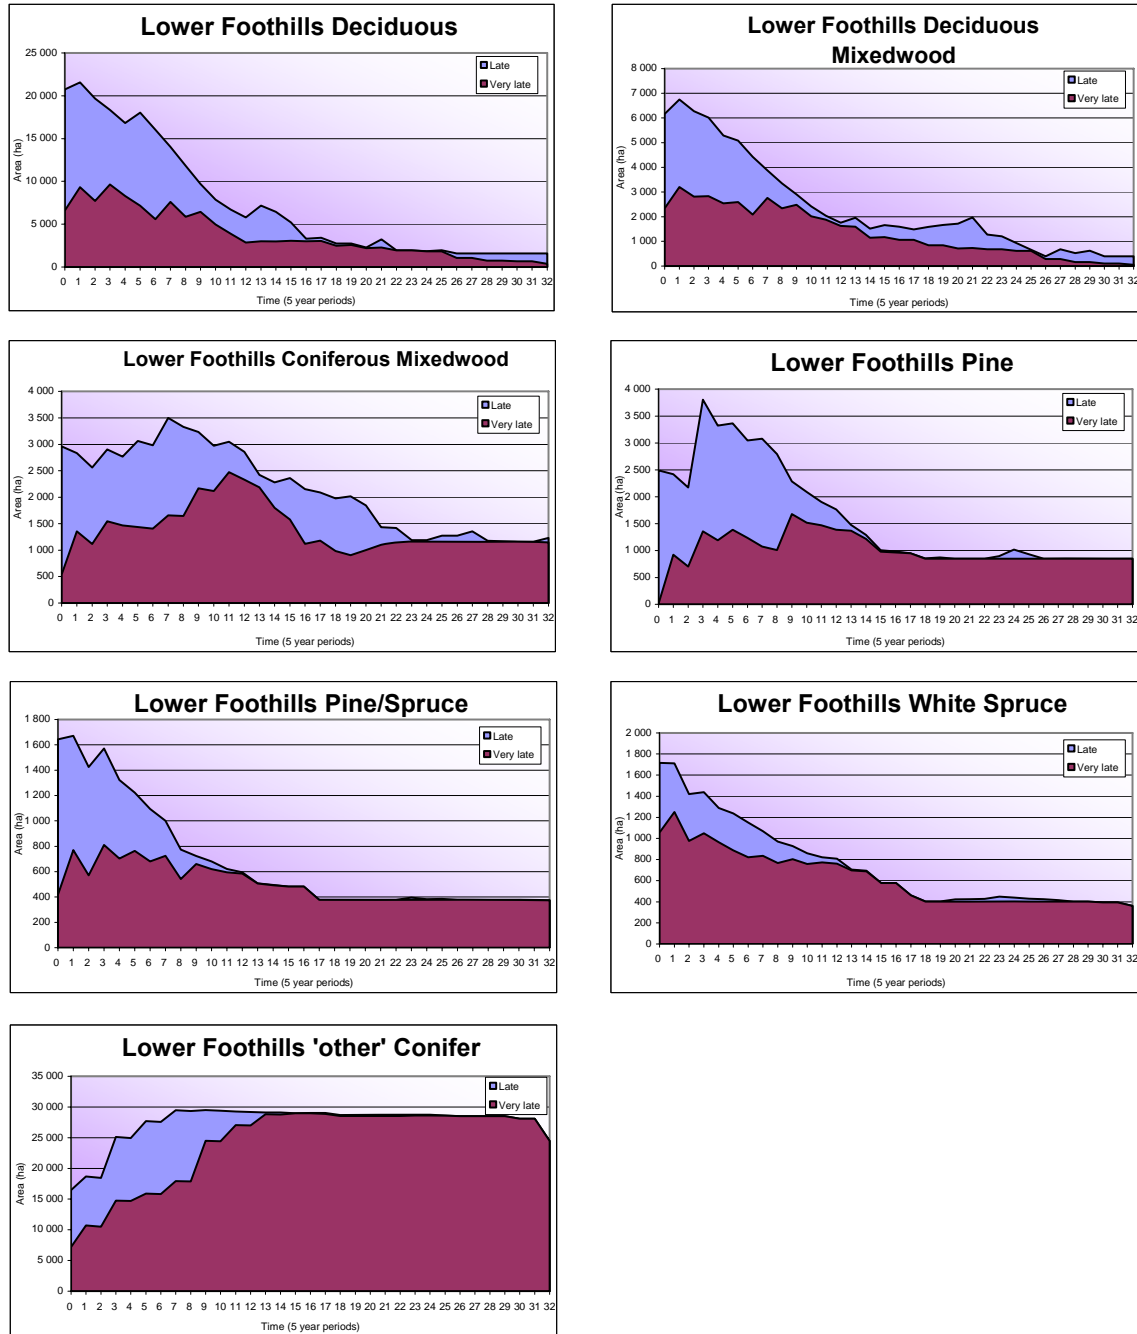 Lower Foothills Deciduous
25 000
20 000
15 000
10 000
5 000
0
Area (ha)
Late
Very late
0 1 2 3 4 5 6 7 8 9 10 11 12 13 14 15 16 17 18 19 20 21 22 23 24 25 26 27 28 29 30 31 32
Time (5 year periods)
Lower Foothills Deciduous
Mixedwood
8 000
7 000
6 000
5 000
4 000
3 000
2 000
1 000
0
Area (ha)
Late
Very late
0 1 2 3 4 5 6 7 8 9 10 11 12 13 14 15 16 17 18 19 20 21 22 23 24 25 26 27 28 29 30 31 32
Time (5 year periods)
Lower Foothills Coniferous Mixedwood
4 000
3 500
3 000
2 500
2 000
1 500
1 000
500
0
Area (ha)
Late
Very late
0 1 2 3 4 5 6 7 8 9 10 11 12 13 14 15 16 17 18 19 20 21 22 23 24 25 26 27 28 29 30 31 32
Time (5 year periods)
Lower Foothills Pine
4 000
3 500
3 000
2 500
2 000
1 500
1 000
500
0
Area (ha)
Late
Very late
0 1 2 3 4 5 6 7 8 9 10 11 12 13 14 15 16 17 18 19 20 21 22 23 24 25 26 27 28 29 30 31 32
Time (5 year periods)
Lower Foothills Pine/Spruce
1 800
1 600
1 400
1 200
1 000
800
600
400
200
0
Area (ha)
Late
Very late
0 1 2 3 4 5 6 7 8 9 10 11 12 13 14 15 16 17 18 19 20 21 22 23 24 25 26 27 28 29 30 31 32
Time (5 year periods)
Lower Foothills White Spruce
2 000
1 800
1 600
1 400
1 200
1 000
800
600
400
200
0
Area (ha)
Late
Very late
0 1 2 3 4 5 6 7 8 9 10 11 12 13 14 15 16 17 18 19 20 21 22 23 24 25 26 27 28 29 30 31 32
Time (5 year periods)
Lower Foothills 'other' Conifer
35 000
30 000
25 000
20 000
15 000
10 000
5 000
0
Area (ha)
Late
Very late
0 1 2 3 4 5 6 7 8 9 10 11 12 13 14 15 16 17 18 19 20 21 22 23 24 25 26 27 28 29 30 31 32
Time (5 year periods)